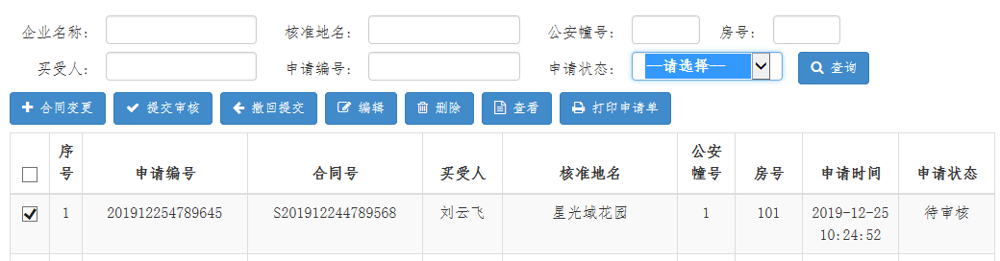 企业名称： 核准地名： 公安幢号： 房号：
买受人： 申请编号： 申请状态： --请选择-- 查询
合同变更 提交审核 撤回提交 编辑 删除 查看 打印申请单
序号 申请编号 合同号 买受人 核准地名 公安幢号 房号 申请时间 申请状态
1 201912254789645 S201912244789568 刘云飞 星光域花园 1 101 2019-12-25 10:24:52 待审核